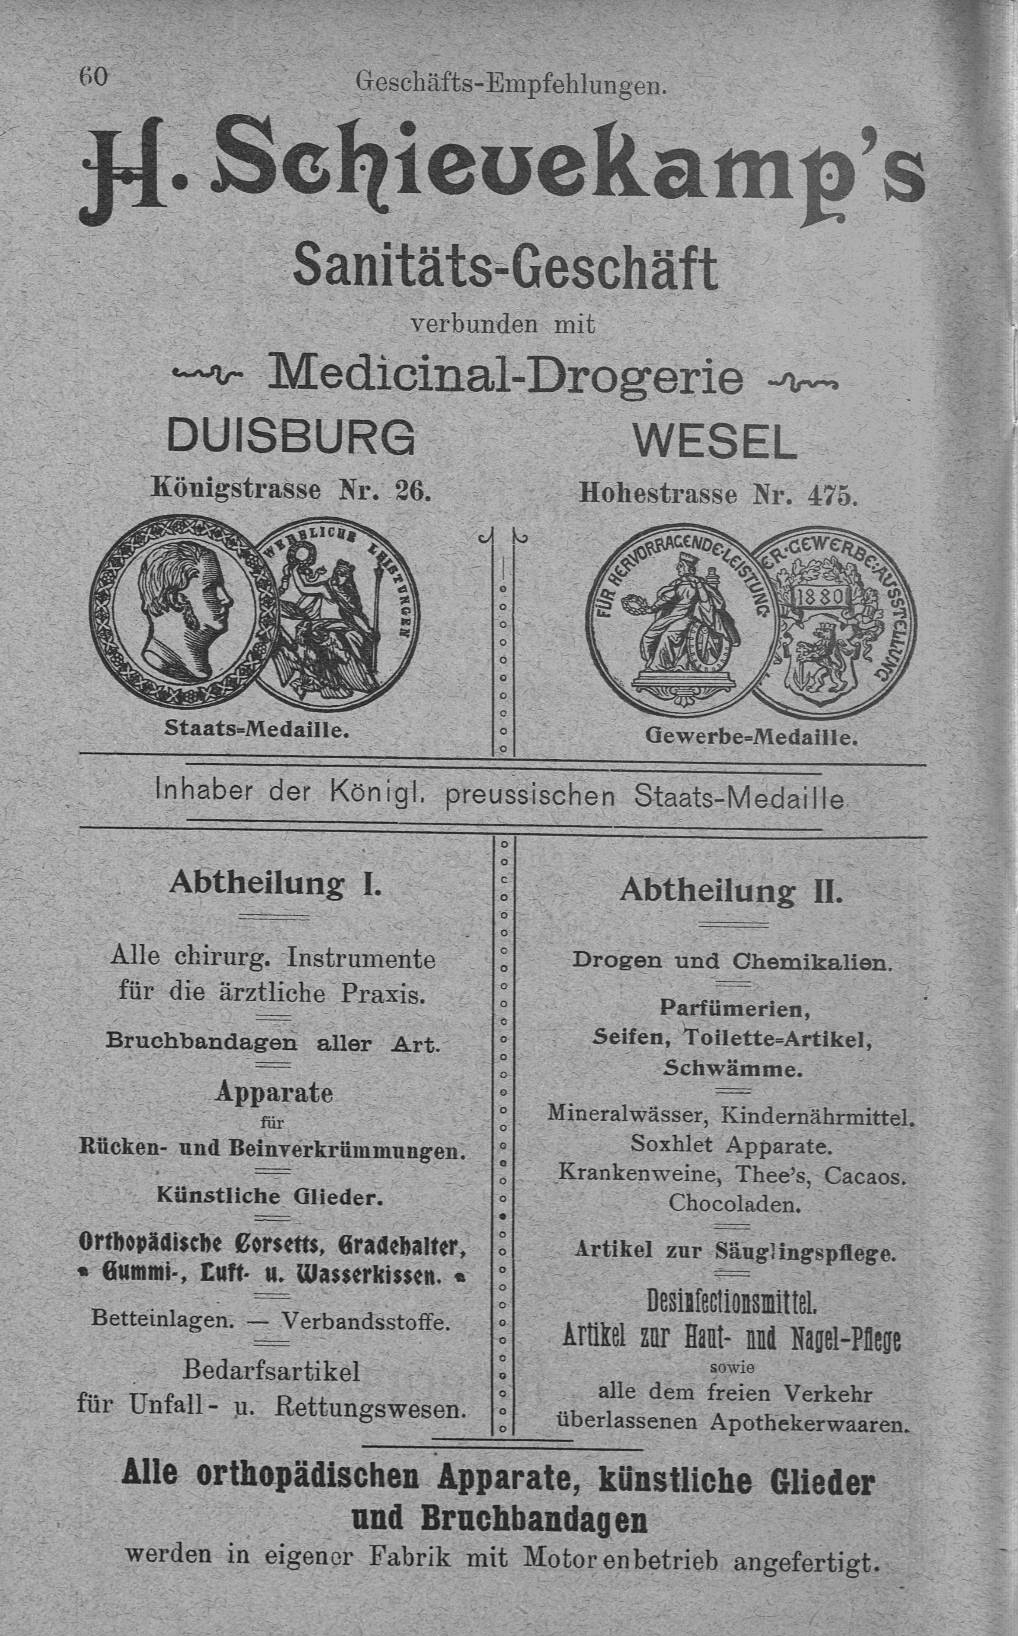 60
Geschäfts-Empfehlungen.
H. Schievekamp's
Sanitäts-Geschäft
verbunden mit
Medicinal-Drogerie
DUISBURG
Königstrasse Nr. 26.
WESEL
Hohestrasse Nr. 475.
WERBLICHE LEISTUNGEN
FÜR HERVORRAGENDE LEISTUNG
ER-GEWERBE-AUSSTELLUNG
1880
Staats-Medaille.
Gewerbe-Medaille.
Inhaber der Königl. preussischen Staats-Medaille
Abtheilung I.
Alle chirurg. Instrumente
für die ärztliche Praxis.
Bruchbandagen aller Art.
Apparate
für
Rücken- und Beinverkrümmungen.
Künstliche Glieder.
Orthopädische Corsetts, Gradehalter,
Gummi-, Luft- u. Wasserkissen.
Betteinlagen. — Verbandsstoffe.
Bedarfsartikel
für Unfall- u. Rettungswesen.
Abtheilung II.
Drogen und Chemikalien.
Parfümerien,
Seifen, Toilette-Artikel,
Schwämme.
Mineralwässer, Kindernährmittel.
Soxhlet Apparate.
Krankenweine, Thee's, Cacaos.
Chocoladen.
Artikel zur Säuglingspflege.
Desinfectionsmittel.
Artikel zur Haut- und Nagel-Pflege
sowie
alle dem freien Verkehr
überlassenen Apothekerwaaren.
Alle orthopädischen Apparate, künstliche Glieder
und Bruchbandagen
werden in eigener Fabrik mit Motorenbetrieb angefertigt.